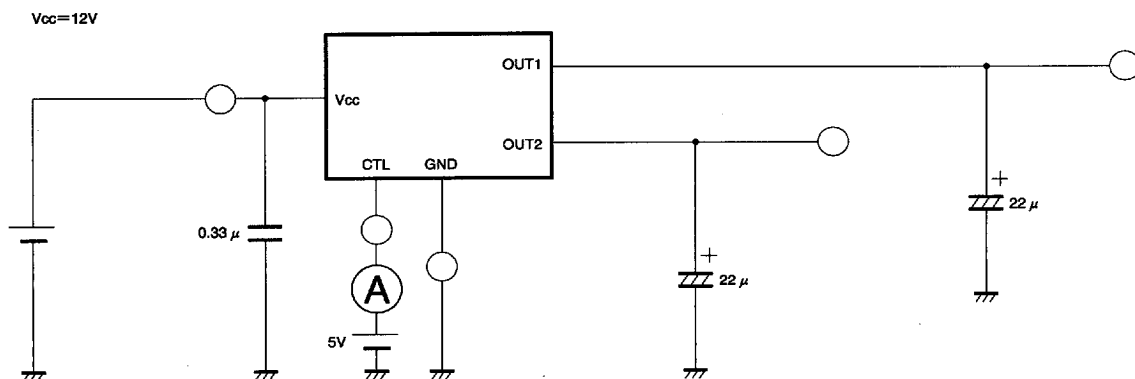 Vcc=12V
OUT1
Vcc
OUT2
CTL
GND
+
22 μ
0.33 μ
+
22 μ
A
5V